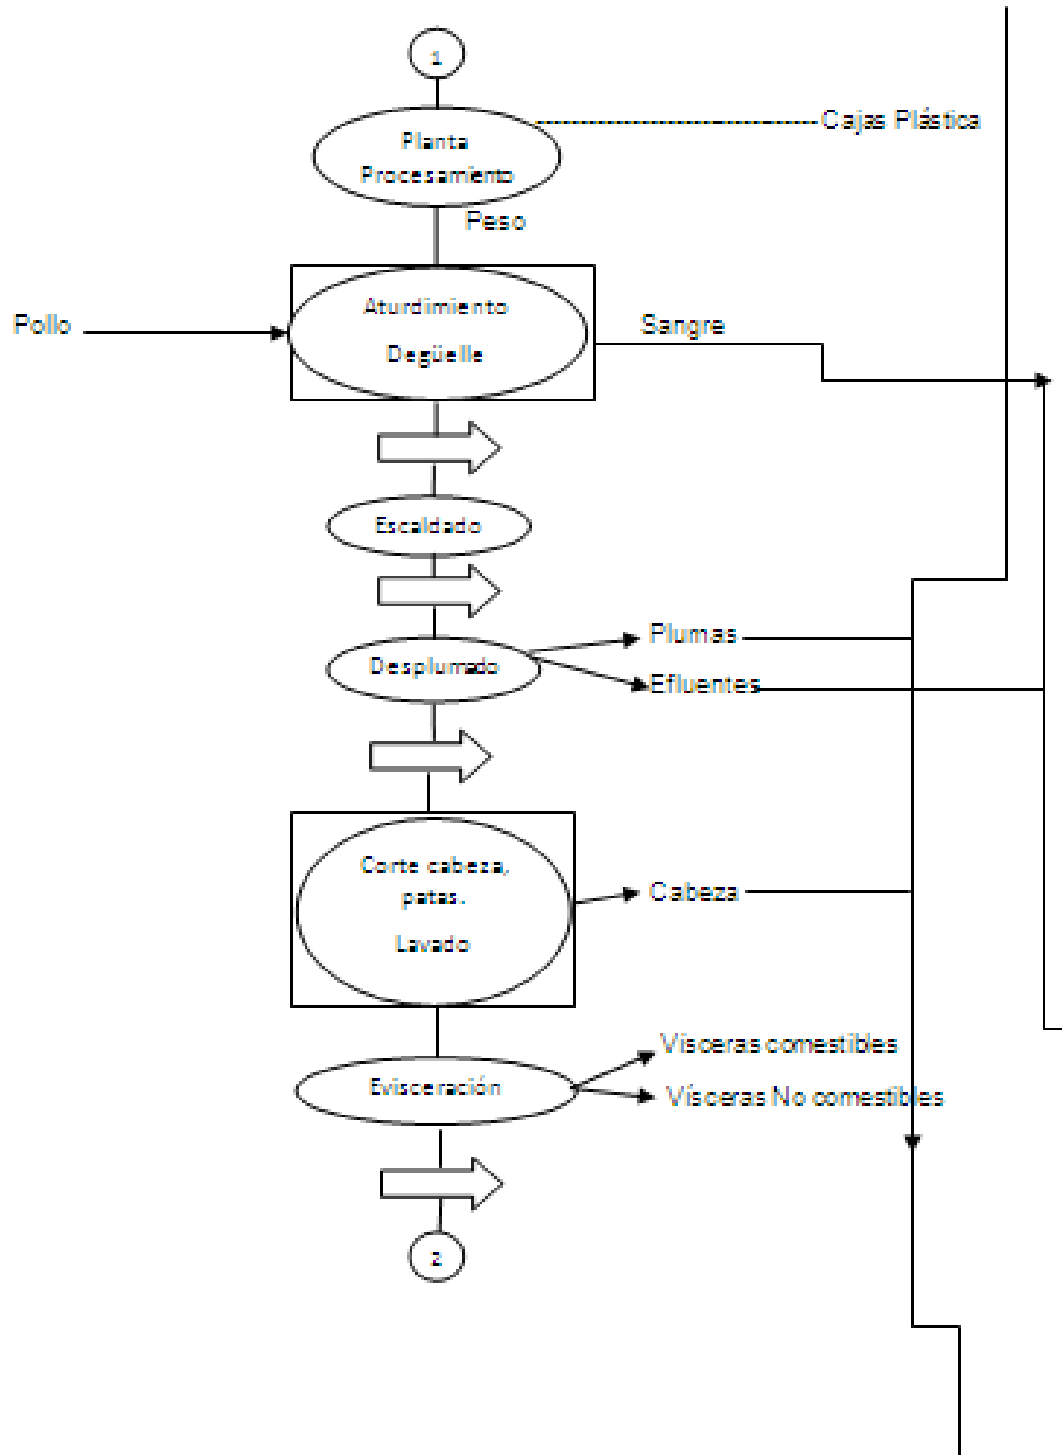 1
Planta
Procesamiento
Cajas Plástica
Peso
Pollo
Aturdimiento
Degüelle
Sangre
Escaldado
Desplumado
Plumas
Efluentes
Corte cabeza,
patas.
Lavado
Cabeza
Evisceración
Vísceras comestibles
Vísceras No comestibles
2